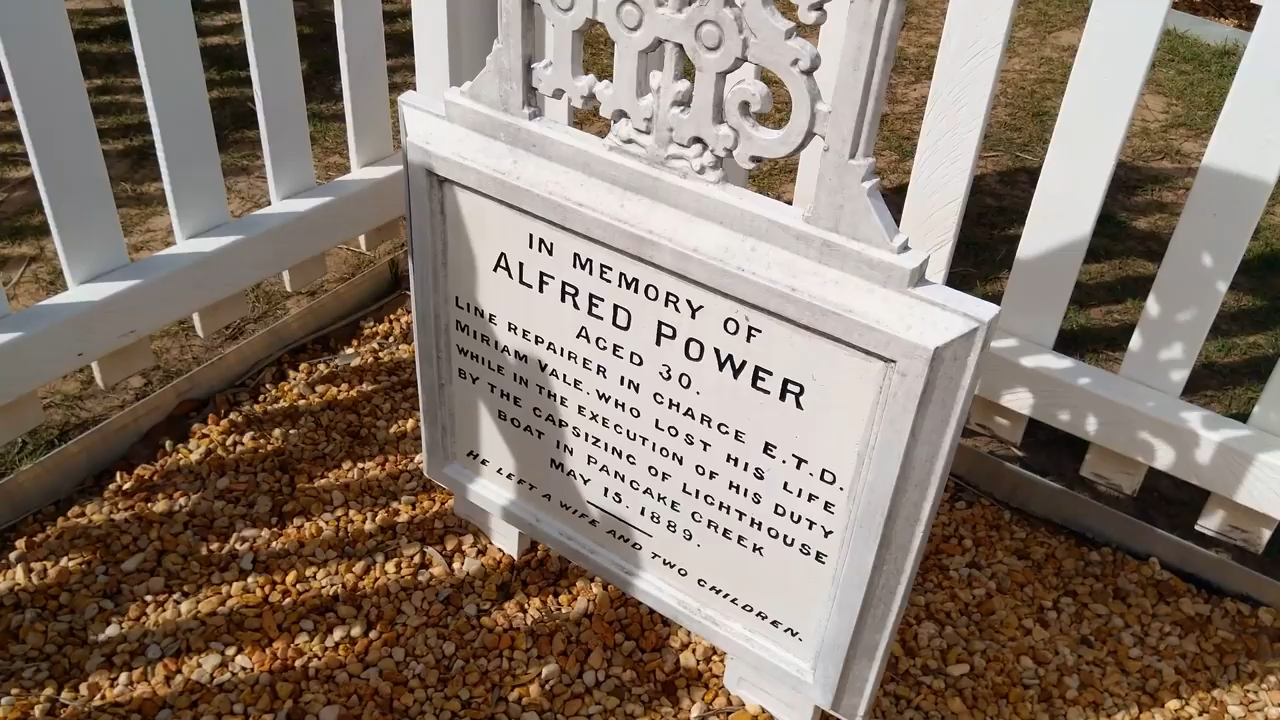 IN MEMORY OF
ALFRED POWER
AGED 30.
LINE REPAIRER IN CHARGE E.T.D.
MIRIAM VALE. WHO LOST HIS LIFE
WHILE IN THE EXECUTION OF HIS DUTY
BY THE CAPSIZING OF LIGHTHOUSE
BOAT IN PANCAKE CREEK
MAY 15. 1889.
HE LEFT A WIFE AND TWO CHILDREN.